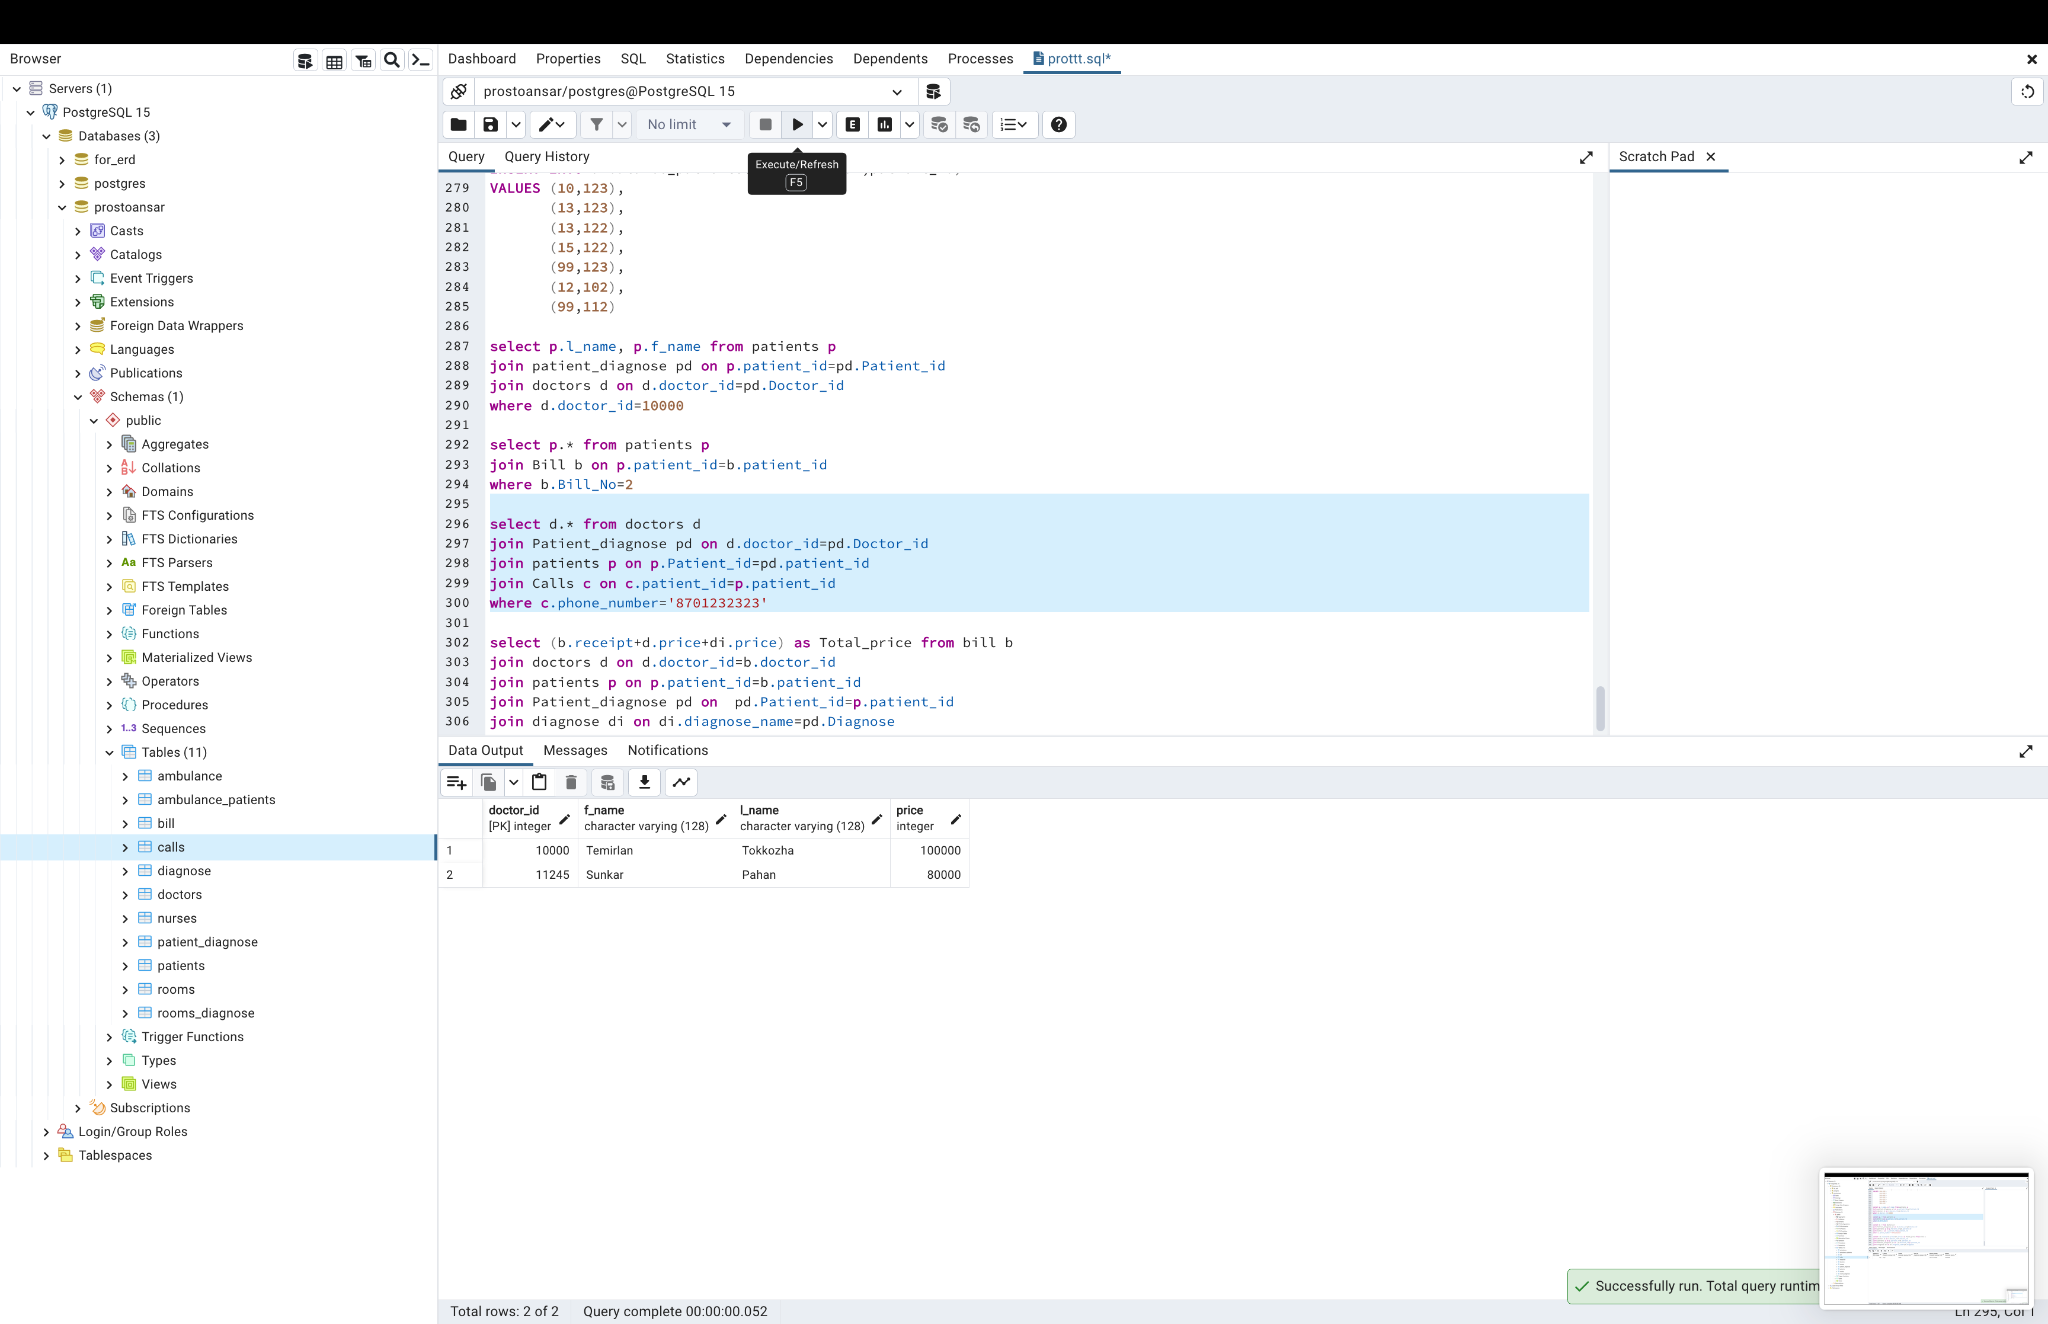 Browser
Dashboard Properties SQL Statistics Dependencies Dependents Processes prottt.sql*
Servers (1)
PostgreSQL 15
Databases (3)
for_erd
postgres
prostoansar
Casts
Catalogs
Event Triggers
Extensions
Foreign Data Wrappers
Languages
Publications
Schemas (1)
public
Aggregates
Collations
Domains
FTS Configurations
FTS Dictionaries
Aa FTS Parsers
FTS Templates
Foreign Tables
Functions
Materialized Views
Operators
Procedures
1..3 Sequences
Tables (11)
ambulance
ambulance_patients
bill
calls
diagnose
doctors
nurses
patient_diagnose
patients
rooms
rooms_diagnose
Trigger Functions
Types
Views
Subscriptions
Login/Group Roles
Tablespaces
prostoansar/postgres@PostgreSQL 15
No limit
E
Query Query History
Execute/Refresh
F5
Scratch Pad
279 VALUES (10,123),
280 (13,123),
281 (13,122),
282 (15,122),
283 (99,123),
284 (12,102),
285 (99,112)
286
287 select p.l_name, p.f_name from patients p
288 join patient_diagnose pd on p.patient_id=pd.Patient_id
289 join doctors d on d.doctor_id=pd.Doctor_id
290 where d.doctor_id=10000
291
292 select p.* from patients p
293 join Bill b on p.patient_id=b.patient_id
294 where b.Bill_No=2
295
296 select d.* from doctors d
297 join Patient_diagnose pd on d.doctor_id=pd.Doctor_id
298 join patients p on p.Patient_id=pd.patient_id
299 join Calls c on c.patient_id=p.patient_id
300 where c.phone_number='8701232323'
301
302 select (b.receipt+d.price+di.price) as Total_price from bill b
303 join doctors d on d.doctor_id=b.doctor_id
304 join patients p on p.patient_id=b.patient_id
305 join Patient_diagnose pd on  pd.Patient_id=p.patient_id
306 join diagnose di on di.diagnose_name=pd.Diagnose
Data Output Messages Notifications
doctor_id f_name l_name price
[PK] integer character varying (128) character varying (128) integer
1 10000 Temirlan Tokkozha 100000
2 11245 Sunkar Pahan 80000
Successfully run. Total query runtim
Total rows: 2 of 2 Query complete 00:00:00.052 Ln 295, Col 1